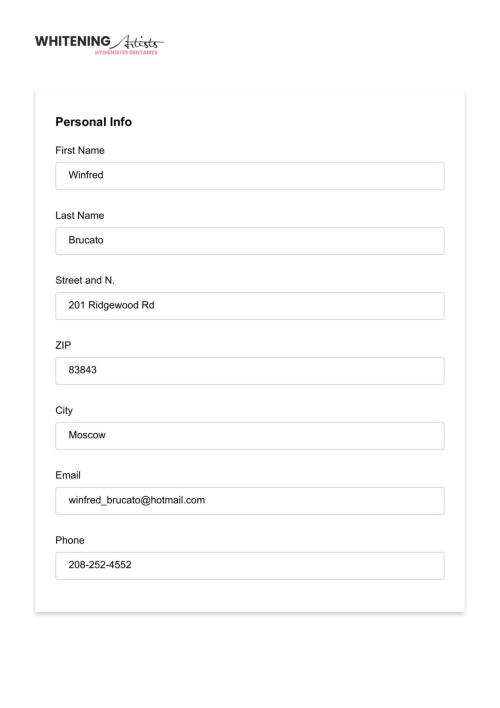 WHITENING Artists
HYGIÉNISTES DENTAIRES
Personal Info
First Name
Winfred
Last Name
Brucato
Street and N.
201 Ridgewood Rd
ZIP
83843
City
Moscow
Email
winfred_brucato@hotmail.com
Phone
208-252-4552